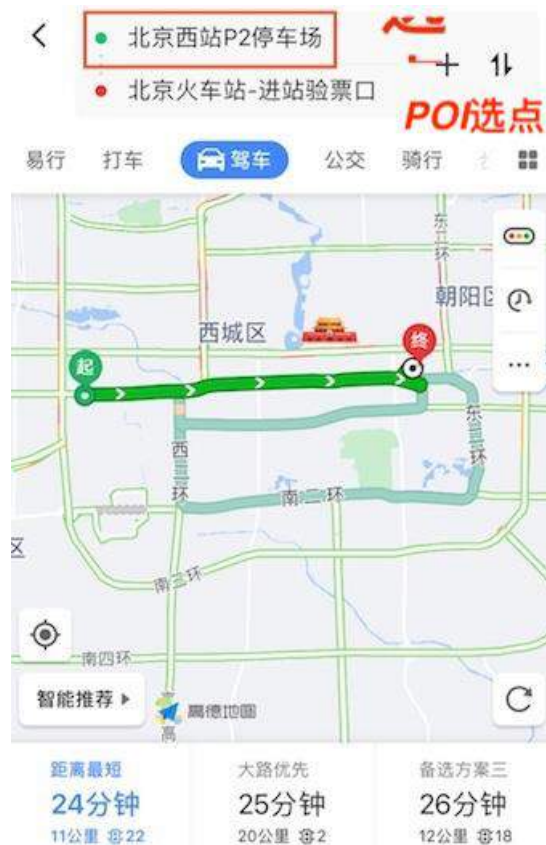 北京西站P2停车场
北京火车站-进站验票口
POI选点
易行 打车 驾车 公交 骑行
东二环
朝阳区
西城区
终
起
西二环
东二环
南二环
区
南三环
南四环
智能推荐
高德地图
高
高
距离最短 大路优先 备选方案三
24分钟 25分钟 26分钟
11公里 22 20公里 2 12公里 18